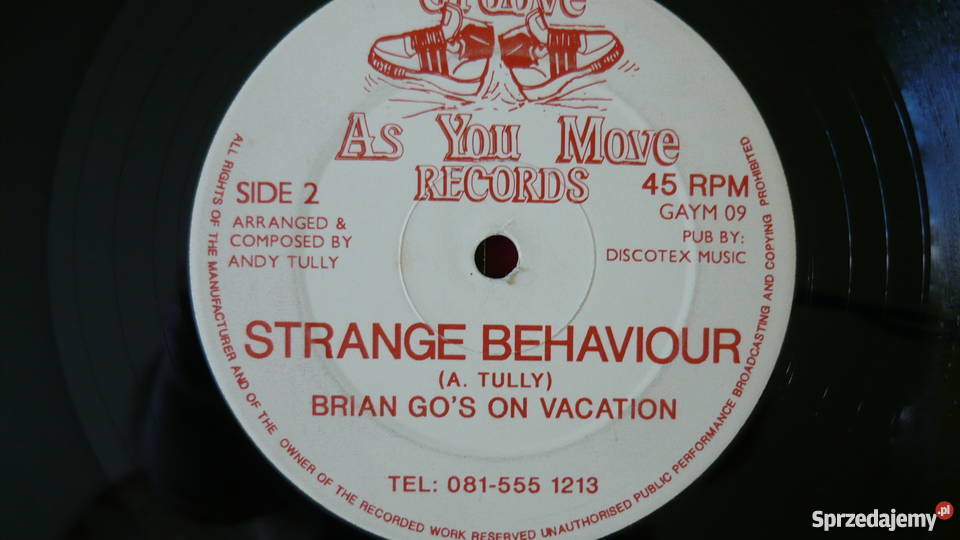 Groove
As You Move
RECORDS
SIDE 2
ARRANGED &
COMPOSED BY
ANDY TULLY
45 RPM
GAYM 09
PUB BY:
DISCOTEX MUSIC
STRANGE BEHAVIOUR
(A. TULLY)
BRIAN GO'S ON VACATION
TEL: 081-555 1213
ALL RIGHTS OF THE MANUFACTURER AND OF THE OWNER OF THE RECORDED WORK RESERVED UNAUTHORISED PUBLIC PERFORMANCE BROADCASTING AND COPYING PROHIBITED
Sprzedajemy.pl